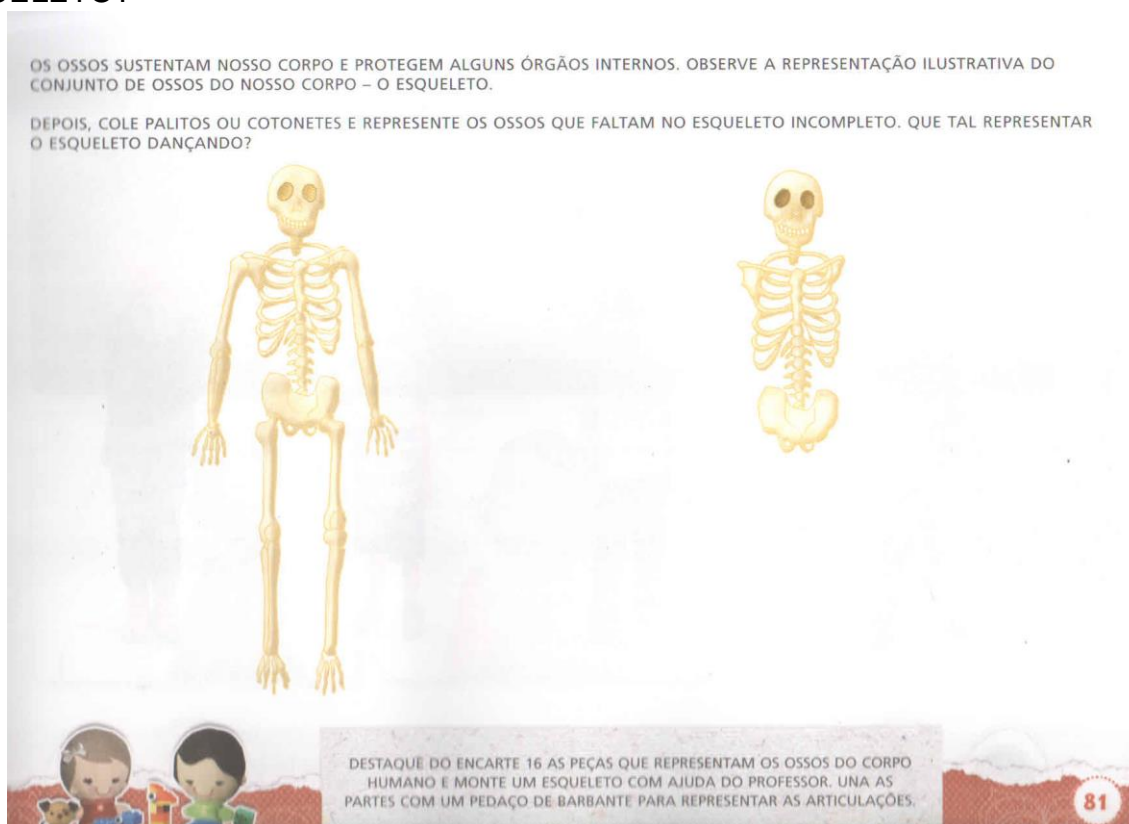 OS OSSOS SUSTENTAM NOSSO CORPO E PROTEGEM ALGUNS ÓRGÃOS INTERNOS. OBSERVE A REPRESENTAÇÃO ILUSTRATIVA DO
CONJUNTO DE OSSOS DO NOSSO CORPO – O ESQUELETO.
DEPOIS, COLE PALITOS OU COTONETES E REPRESENTE OS OSSOS QUE FALTAM NO ESQUELETO INCOMPLETO. QUE TAL REPRESENTAR
O ESQUELETO DANÇANDO?
DESTAQUE DO ENCARTE 16 AS PEÇAS QUE REPRESENTAM OS OSSOS DO CORPO
HUMANO E MONTE UM ESQUELETO COM AJUDA DO PROFESSOR. UNA AS
PARTES COM UM PEDAÇO DE BARBANTE PARA REPRESENTAR AS ARTICULAÇÕES.
81